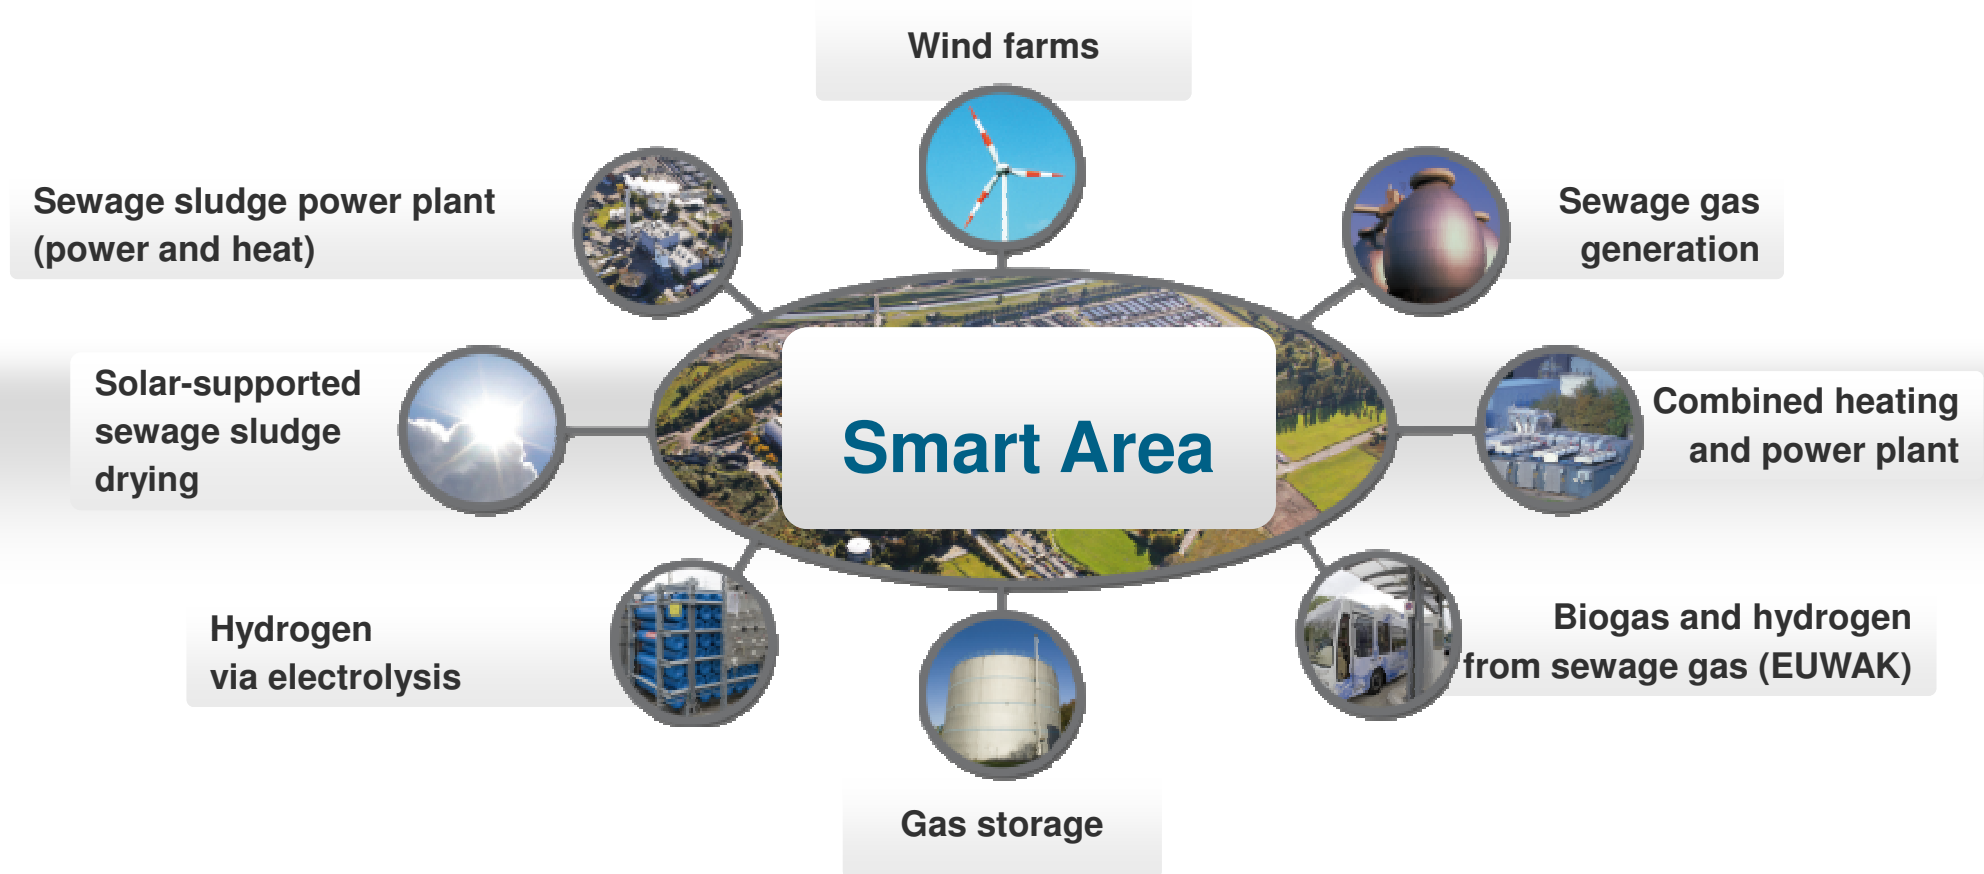 Wind farms
Sewage sludge power plant
(power and heat)
Sewage gas
generation
Solar-supported
sewage sludge
drying
Smart Area
Combined heating
and power plant
Hydrogen
via electrolysis
Biogas and hydrogen
from sewage gas (EUWAK)
Gas storage